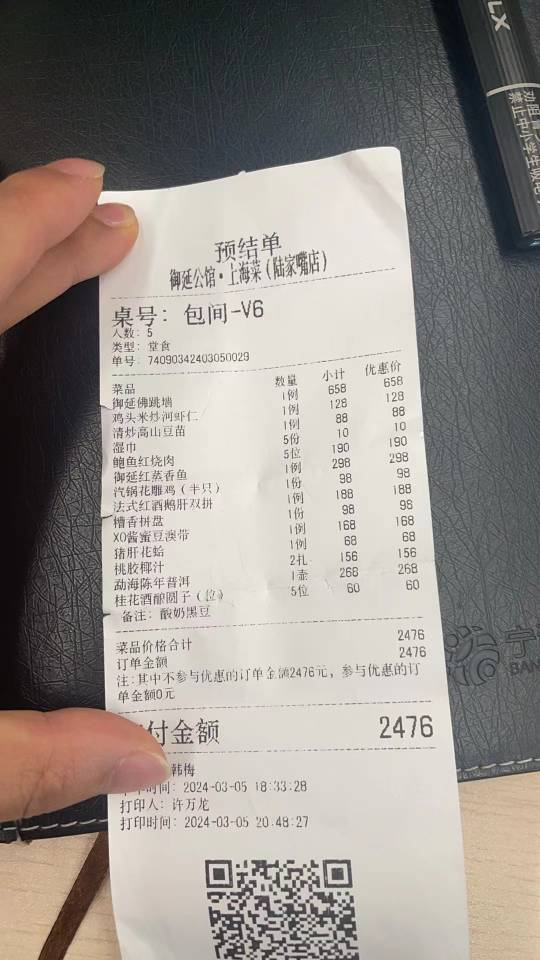 LX
禁止中小学生
预结单
御延公馆·上海菜(陆家嘴店)
桌号: 包间-V6
人数: 5
类型: 堂食
单号: 74090342403050029
菜品 数量 小计 优惠价
御延佛跳墙 1例 658 658
鸡头米炒河虾仁 1例 128 128
清炒高山豆苗 1例 88 88
湿巾 5份 10 10
鲍鱼红烧肉 5位 190 190
御延红蒸香鱼 1例 298 298
汽锅花雕鸡(半只) 1份 98 98
法式红酒鹅肝双拼 1例 188 188
糟香拼盘 1份 98 98
XO酱蜜豆澳带 1例 168 168
猪肝花蛤 1例 68 68
桃胶椰汁 2扎 156 156
勐海陈年普洱 1壶 268 268
桂花酒酿圆子(位) 5位 60 60
备注: 酸奶黑豆
菜品价格合计 2476
订单金额 2476
注:其中不参与优惠的订单金额2476元，参与优惠的订
单金额0元
付金额 2476
韩梅
时间: 2024-03-05 18:33:28
打印人: 许万龙
打印时间: 2024-03-05 20:48:27
宁
BAN